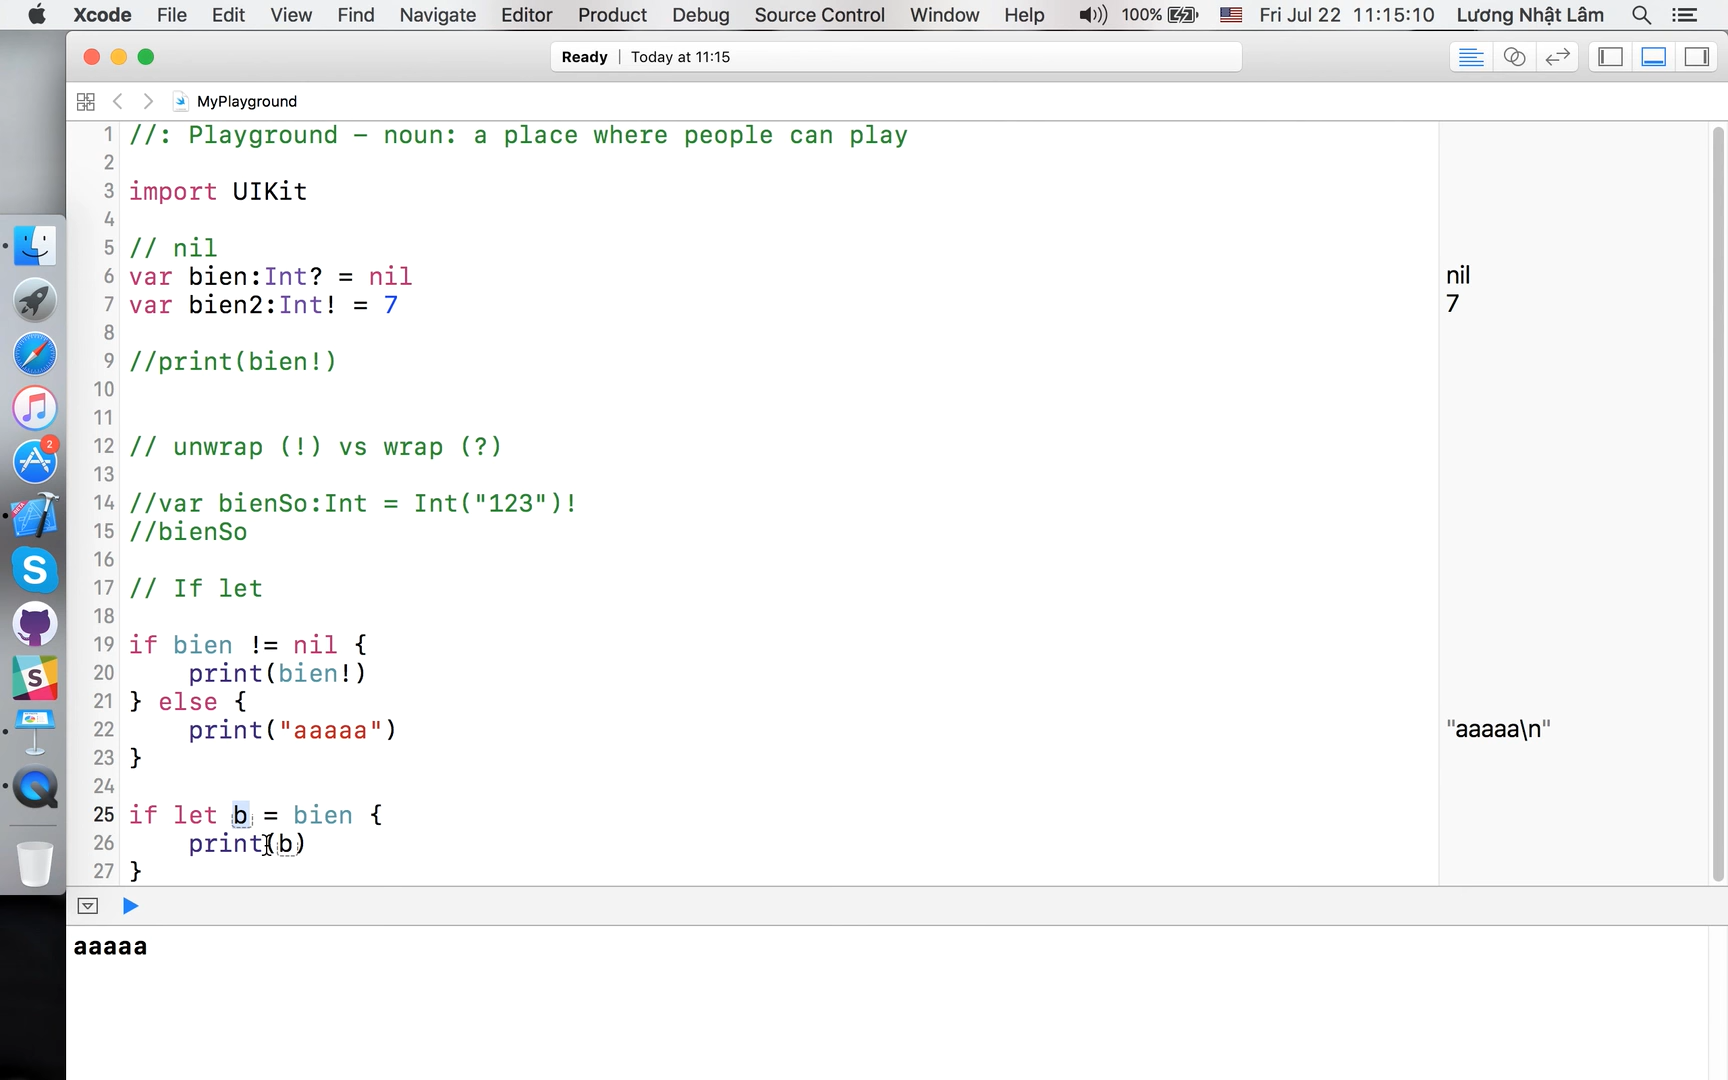 Xcode File Edit View Find Navigate Editor Product Debug Source Control Window Help 100% Fri Jul 22 11:15:10 Lương Nhật Lâm
Ready | Today at 11:15
MyPlayground
1 //: Playground – noun: a place where people can play
2
3 import UIKit
4
5 // nil
6 var bien:Int? = nil nil
7 var bien2:Int! = 7 7
8
9 //print(bien!)
10
11
12 // unwrap (!) vs wrap (?)
13
14 //var bienSo:Int = Int("123")!
15 //bienSo
16
17 // If let
18
19 if bien != nil {
20 print(bien!)
21 } else {
22 print("aaaaa") "aaaaa\n"
23 }
24
25 if let b = bien {
26 print(b)
27 }
2
BETA
S
S
aaaaa